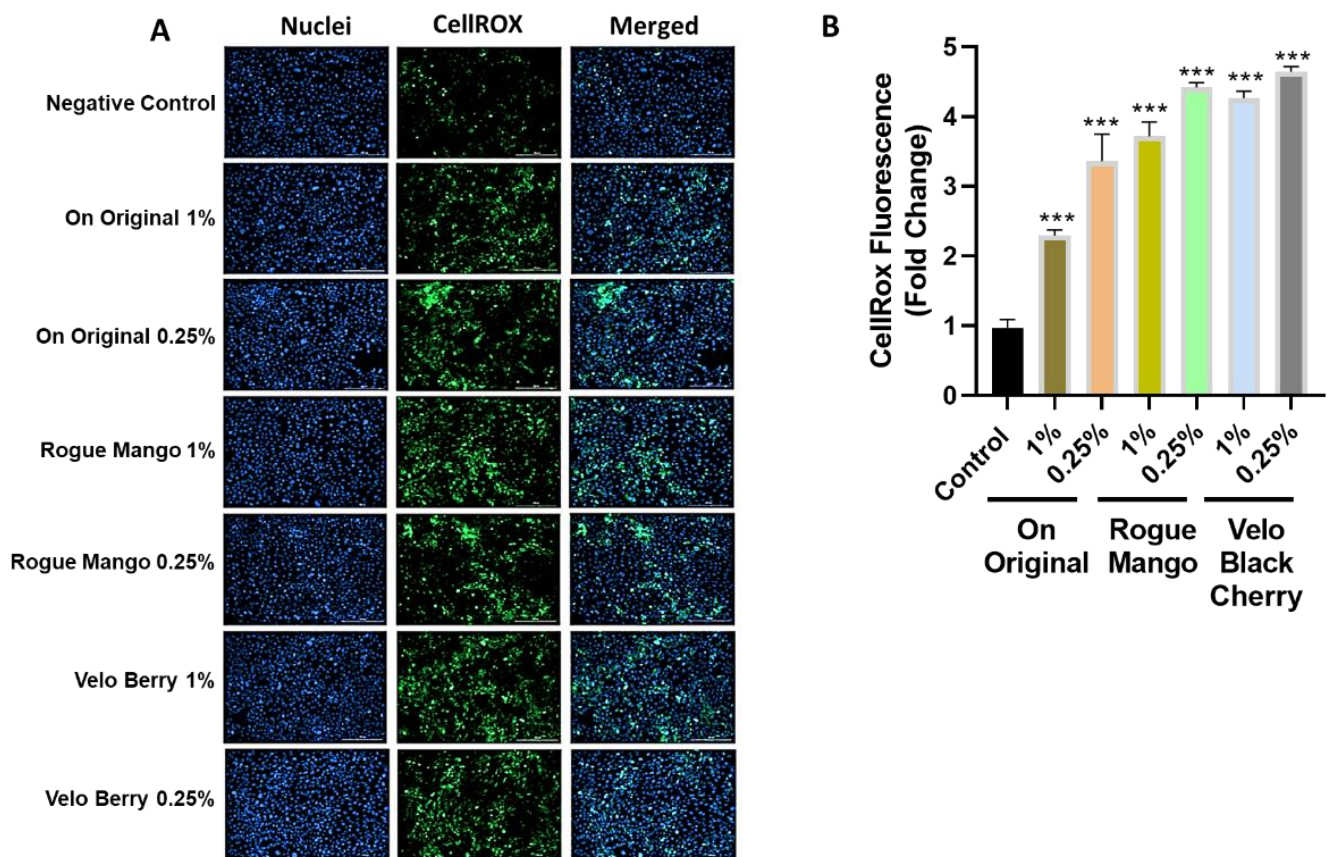 A
Nuclei
CellROX
Merged
Negative Control
On Original 1%
On Original 0.25%
Rogue Mango 1%
Rogue Mango 0.25%
Velo Berry 1%
Velo Berry 0.25%
B
CellRox Fluorescence
(Fold Change)
5
4
3
2
1
0
***
***
***
***
***
***
Control
1%
0.25%
1%
0.25%
1%
0.25%
On
Original
Rogue
Mango
Velo
Black
Cherry